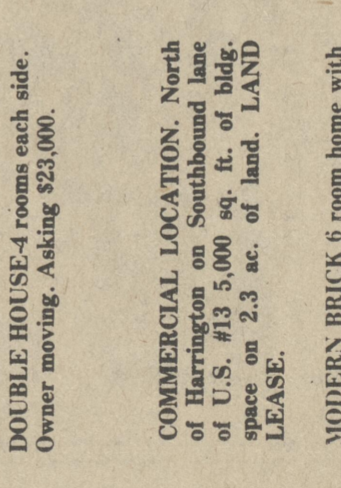 DOUBLE HOUSE-4 rooms each side.
Owner moving. Asking $23,000.
COMMERCIAL LOCATION. North
of Harrington on Southbound lane
of U.S. #13 5,000 sq. ft. of bldg.
space on 2.3 ac. of land. LAND
LEASE.
MODERN BRICK 6 room home with